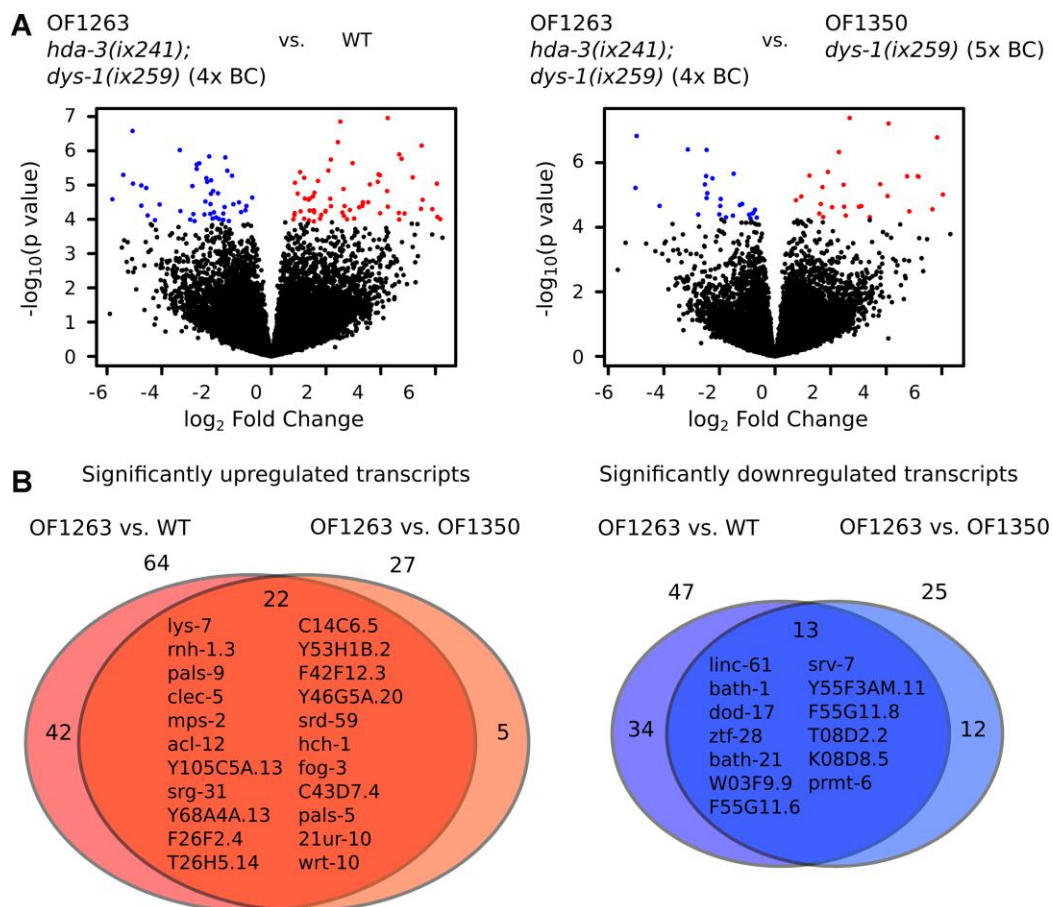 A
OF1263
hda-3(ix241);
dys-1(ix259) (4x BC)
vs.
WT
OF1263
hda-3(ix241);
dys-1(ix259) (4x BC)
vs.
OF1350
dys-1(ix259) (5x BC)
-log10(p value)
7
6
5
4
3
2
1
0
-6 -4 -2 0 2 4 6
log2 Fold Change
-log10(p value)
6
4
2
0
-6 -4 -2 0 2 4 6
log2 Fold Change
B
Significantly upregulated transcripts
OF1263 vs. WT
OF1263 vs. OF1350
64
27
22
42
5
lys-7
rnh-1.3
pals-9
clec-5
mps-2
acl-12
Y105C5A.13
srg-31
Y68A4A.13
F26F2.4
T26H5.14
C14C6.5
Y53H1B.2
F42F12.3
Y46G5A.20
srd-59
hch-1
fog-3
C43D7.4
pals-5
21ur-10
wrt-10
Significantly downregulated transcripts
OF1263 vs. WT
OF1263 vs. OF1350
47
25
13
34
12
linc-61
bath-1
dod-17
ztf-28
bath-21
W03F9.9
F55G11.6
srv-7
Y55F3AM.11
F55G11.8
T08D2.2
K08D8.5
prmt-6